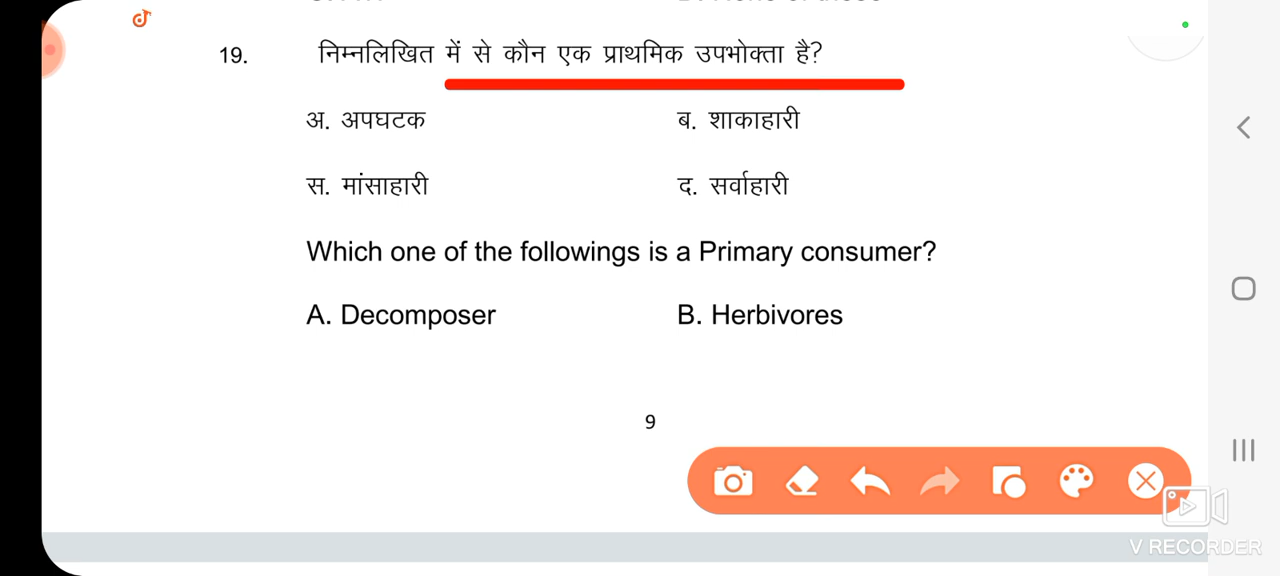 19. निम्नलिखित में से कौन एक प्राथमिक उपभोक्ता है?
अ. अपघटक ब. शाकाहारी
स. मांसाहारी द. सर्वाहारी
Which one of the followings is a Primary consumer?
A. Decomposer B. Herbivores
9
V RECORDER